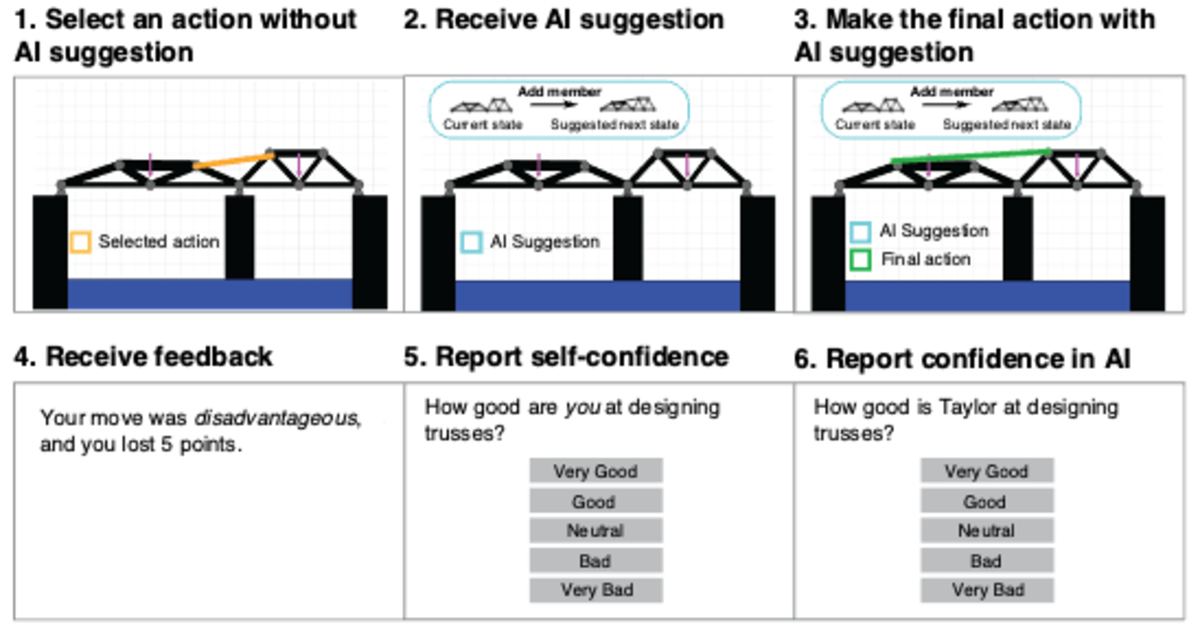 1. Select an action without
AI suggestion
2. Receive AI suggestion
3. Make the final action with
AI suggestion
Selected action
Add member
Current state
Suggested next state
AI Suggestion
Add member
Current state
Suggested next state
AI Suggestion
Final action
4. Receive feedback
5. Report self-confidence
6. Report confidence in AI
Your move was disadvantageous,
and you lost 5 points.
How good are you at designing
trusses?
Very Good
Good
Neutral
Bad
Very Bad
How good is Taylor at designing
trusses?
Very Good
Good
Neutral
Bad
Very Bad